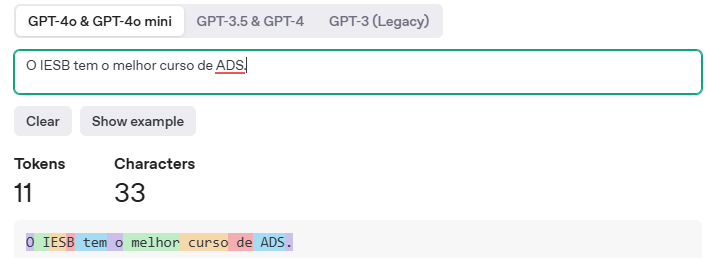 GPT-4o & GPT-4o mini GPT-3.5 & GPT-4 GPT-3 (Legacy)
O IESB tem o melhor curso de ADS.
Clear Show example
Tokens Characters
11 33
O IESB tem o melhor curso de ADS.